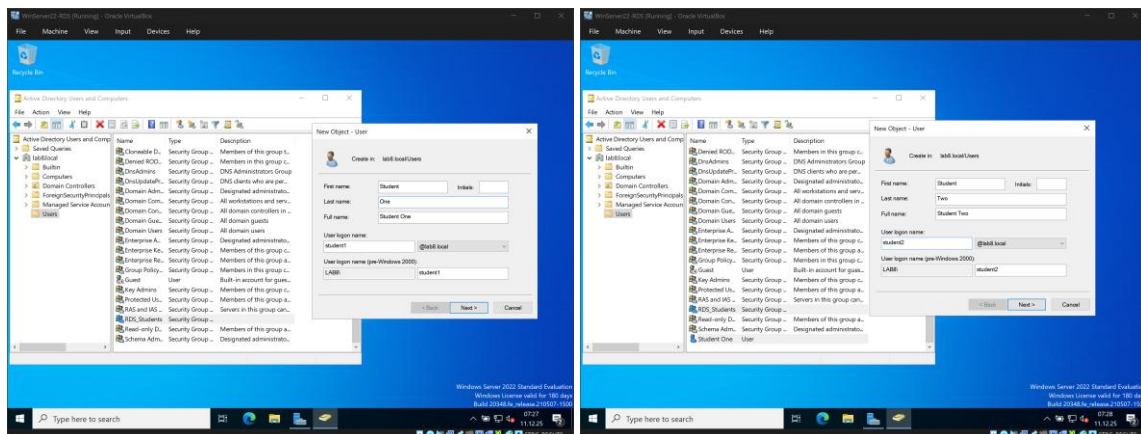 WinServer22-RDS [Running] - Oracle VirtualBox
File Machine View Input Devices Help
Recycle Bin
Active Directory Users and Computers
File Action View Help
Active Directory Users and Comp
Saved Queries
lab8.local
Builtin
Computers
Domain Controllers
ForeignSecurityPrincipals
Managed Service Accoun
Users
Name Type Description
Cloneable D... Security Group ... Members of this group t...
Denied ROD... Security Group ... Members in this group c...
DnsAdmins Security Group ... DNS Administrators Group
DnsUpdatePr... Security Group ... DNS clients who are per...
Domain Adm... Security Group ... Designated administrato...
Domain Com... Security Group ... All workstations and serv...
Domain Con... Security Group ... All domain controllers in ...
Domain Gue... Security Group ... All domain guests
Domain Users Security Group ... All domain users
Enterprise A... Security Group ... Designated administrato...
Enterprise Ke... Security Group ... Members of this group c...
Enterprise Re... Security Group ... Members of this group a...
Group Policy... Security Group ... Members in this group c...
Guest User Built-in account for gues...
Key Admins Security Group ... Members of this group c...
Protected Us... Security Group ... Members of this group a...
RAS and IAS ... Security Group ... Servers in this group can...
RDS_Students Security Group ...
Read-only D... Security Group ... Members of this group a...
Schema Adm... Security Group ... Designated administrato...
New Object - User
Create in: lab8.local/Users
First name: Student Initials:
Last name: One
Full name: Student One
User logon name:
student1 @lab8.local
User logon name (pre-Windows 2000):
LAB8\ student1
< Back Next > Cancel
Windows Server 2022 Standard Evaluation
Windows License valid for 180 days
Build 20348.fe_release.210507-1500
Type here to search
07:27
11.12.25
WinServer22-RDS [Running] - Oracle VirtualBox
File Machine View Input Devices Help
Recycle Bin
Active Directory Users and Computers
File Action View Help
Active Directory Users and Comp
Saved Queries
lab8.local
Builtin
Computers
Domain Controllers
ForeignSecurityPrincipals
Managed Service Accoun
Users
Name Type Description
Denied ROD... Security Group ... Members in this group c...
DnsAdmins Security Group ... DNS Administrators Group
DnsUpdatePr... Security Group ... DNS clients who are per...
Domain Adm... Security Group ... Designated administrato...
Domain Com... Security Group ... All workstations and serv...
Domain Con... Security Group ... All domain controllers in ...
Domain Gue... Security Group ... All domain guests
Domain Users Security Group ... All domain users
Enterprise A... Security Group ... Designated administrato...
Enterprise Ke... Security Group ... Members of this group c...
Enterprise Re... Security Group ... Members of this group a...
Group Policy... Security Group ... Members in this group c...
Guest User Built-in account for gues...
Key Admins Security Group ... Members of this group c...
Protected Us... Security Group ... Members of this group a...
RAS and IAS ... Security Group ... Servers in this group can...
RDS_Students Security Group ...
Read-only D... Security Group ... Members of this group a...
Schema Adm... Security Group ... Designated administrato...
Student One User
New Object - User
Create in: lab8.local/Users
First name: Student Initials:
Last name: Two
Full name: Student Two
User logon name:
student2 @lab8.local
User logon name (pre-Windows 2000):
LAB8\ student2
< Back Next > Cancel
Windows Server 2022 Standard Evaluatio
Windows License valid for 180 da
Build 20348.fe_release.210507-150
Type here to search
07:28
11.12.25